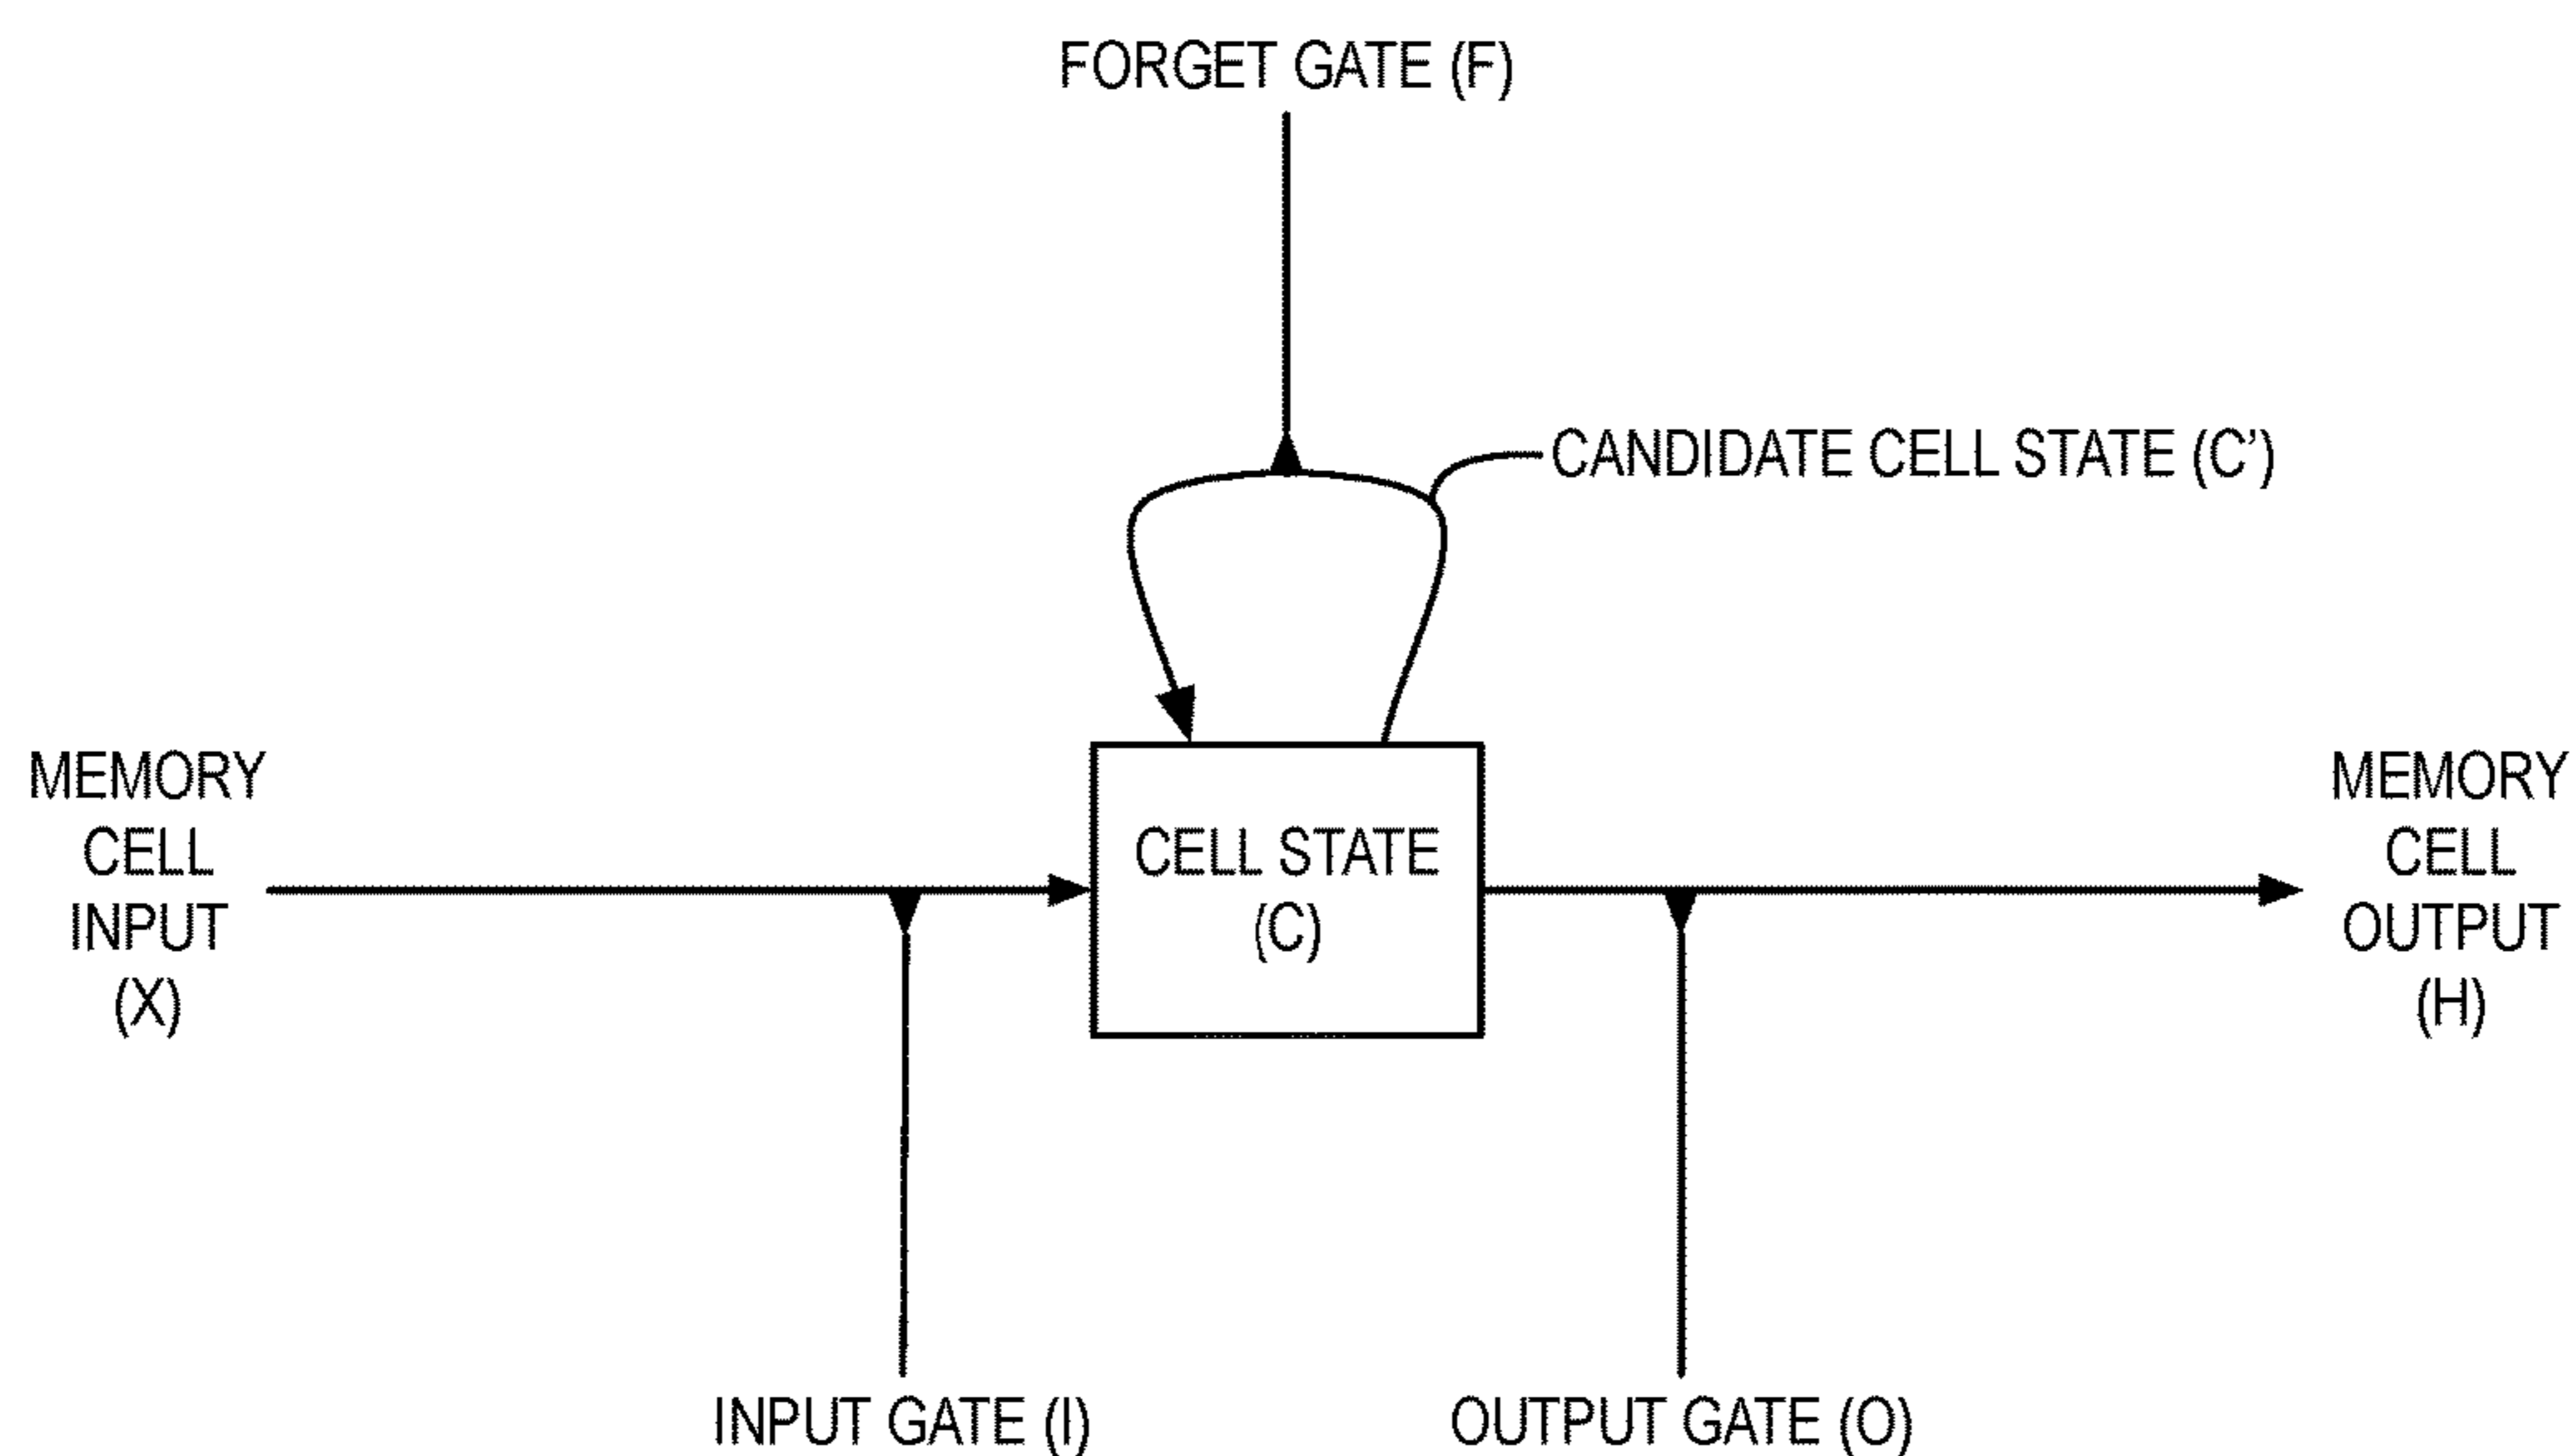 FORGET GATE (F)
CANDIDATE CELL STATE (C’)
MEMORY
CELL
INPUT
(X)
CELL STATE
(C)
MEMORY
CELL
OUTPUT
(H)
INPUT GATE (I)
OUTPUT GATE (O)